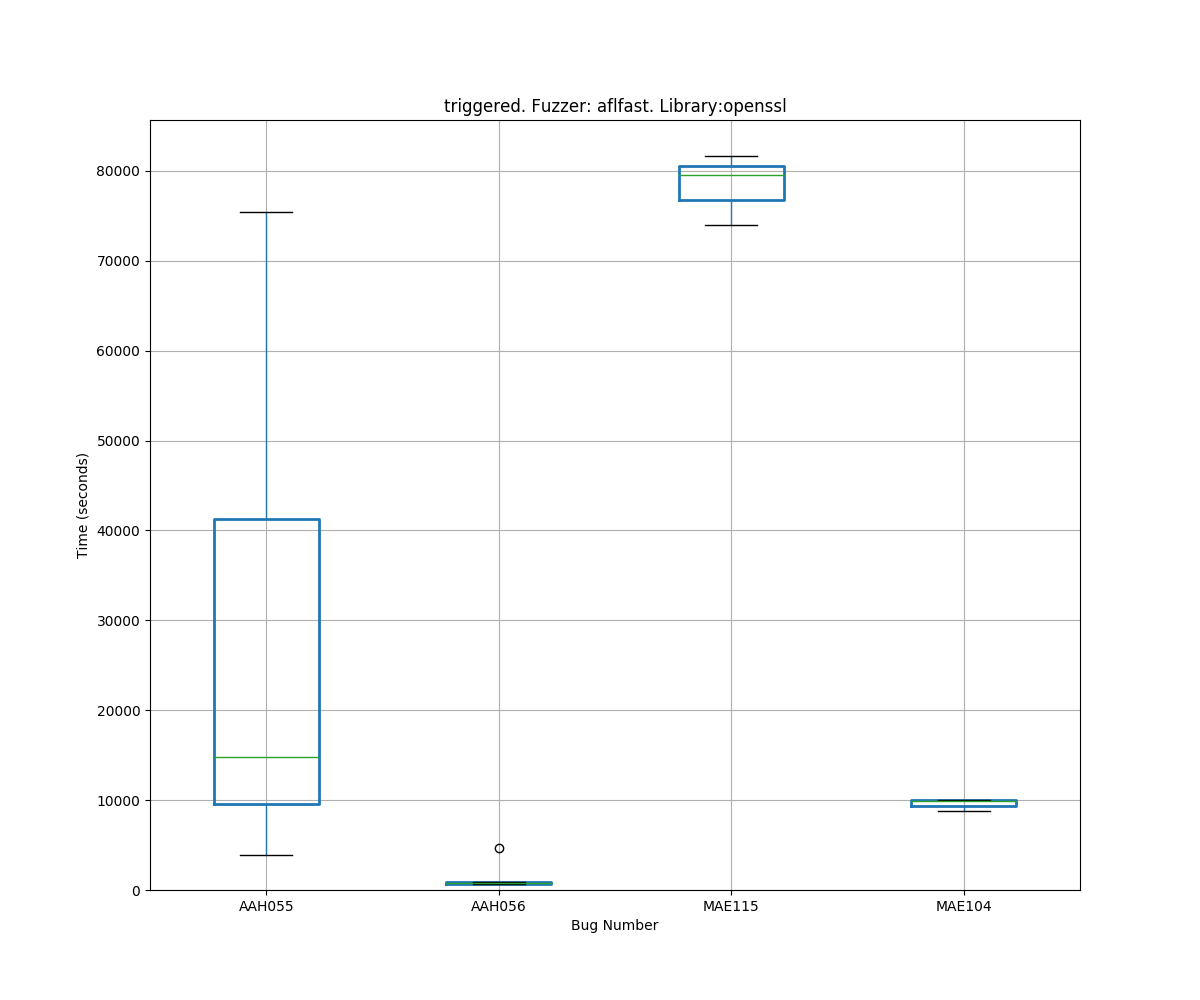 triggered. Fuzzer: aflfast. Library:openssl
80000
70000
60000
50000
40000
30000
20000
10000
0
Time (seconds)
AAH055 AAH056 MAE115 MAE104
Bug Number